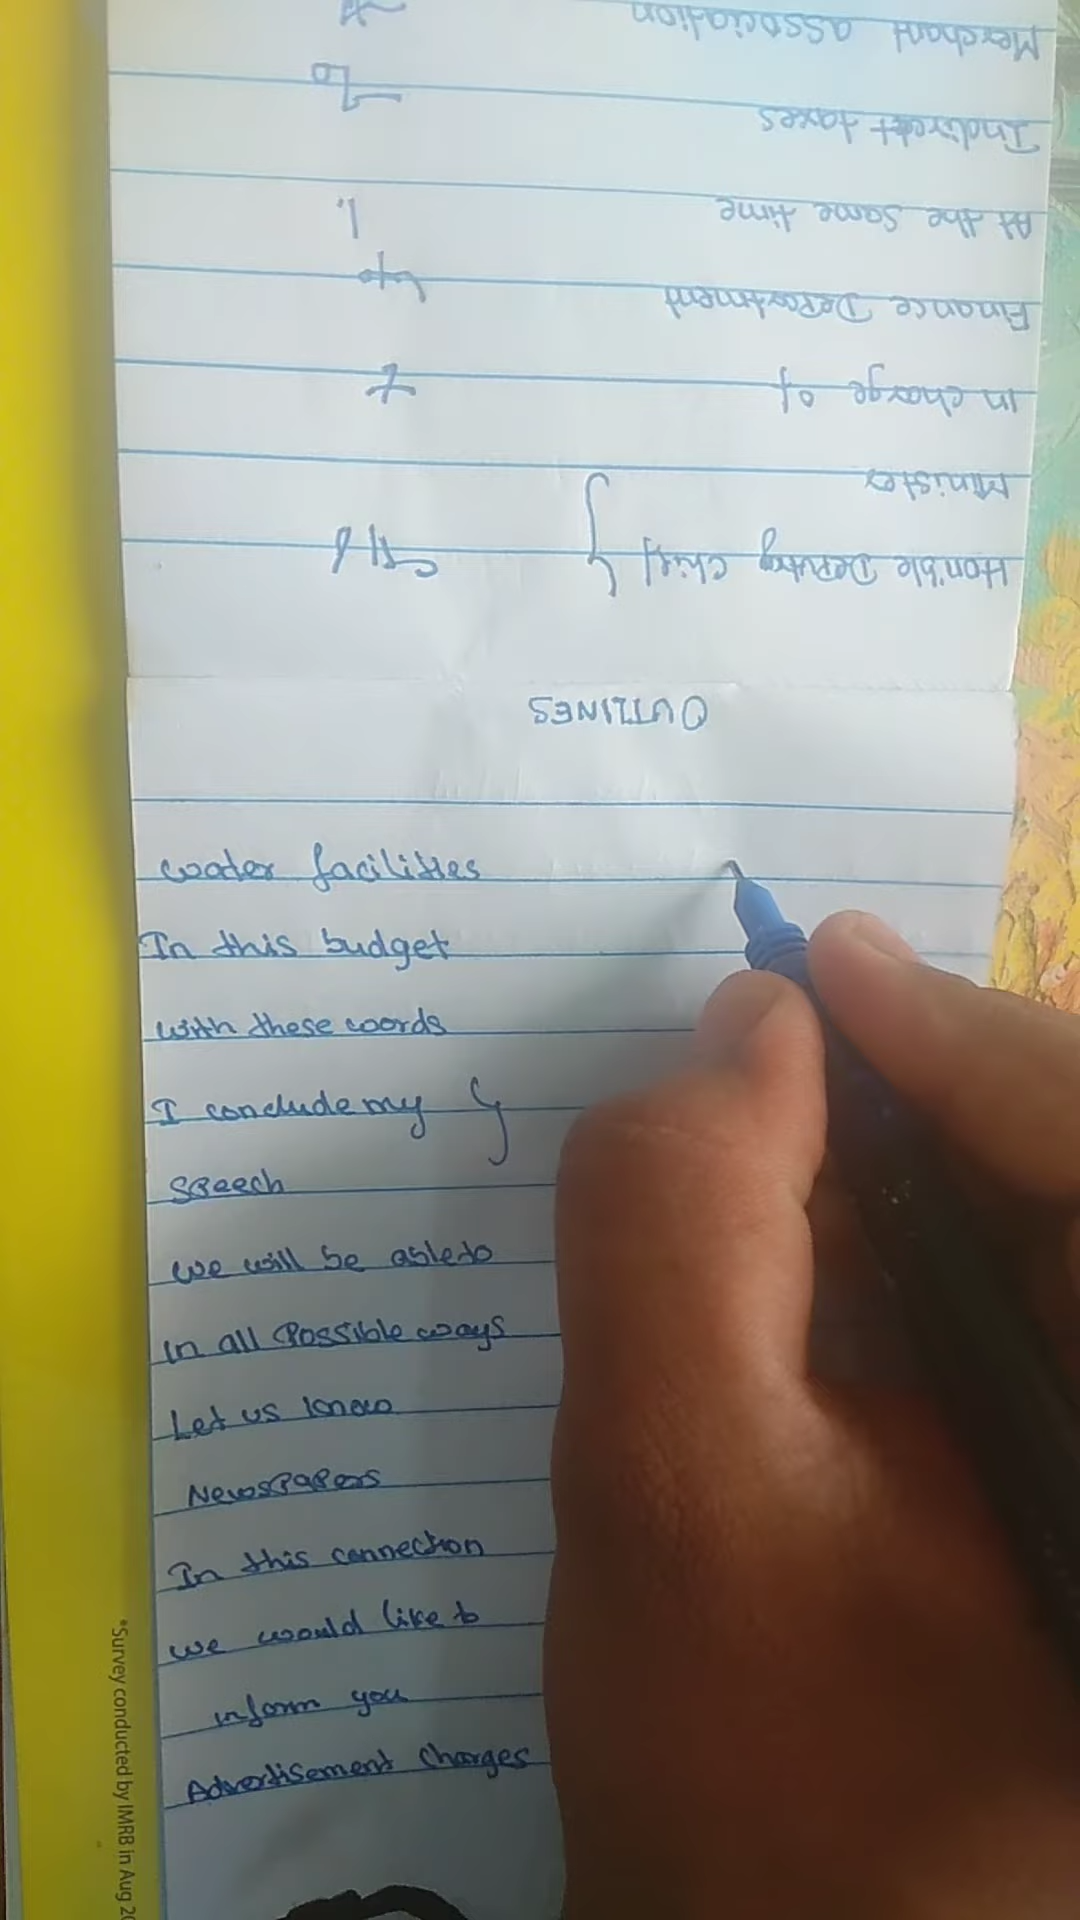 OUTLINES
Hon'ble Deputy Chief
Minister
In charge of
Finance Department
At the same time
Indirect taxes
Merchant association
water facilities
In this budget
with these words
I conclude my
speech
we will be able to
In all Possible ways
Let us know
Newspapers
In this connection
we would like to
inform you
Advertisement charges
*Survey conducted by IMRB in Aug 20